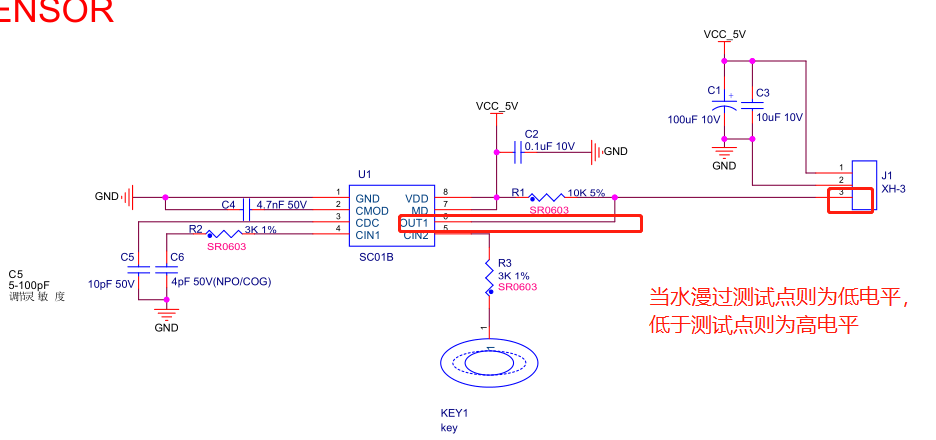 ENSOR
VCC_5V
C1
+
100uF 10V
C3
10uF 10V
GND
VCC_5V
C2
0.1uF 10V
GND
J1
XH-3
1
2
3
U1
GND
1
GND
VDD
8
R1
10K 5%
SR0603
C4
4.7nF 50V
2
CMOD
MD
7
3
CDC
OUT1
6
R2
3K 1%
SR0603
4
CIN1
CIN2
5
SC01B
C5
5-100pF
调节灵敏度
C5
10pF 50V
C6
4pF 50V(NPO/COG)
GND
R3
3K 1%
SR0603
当水漫过测试点则为低电平，
低于测试点则为高电平
1
1
KEY1
key